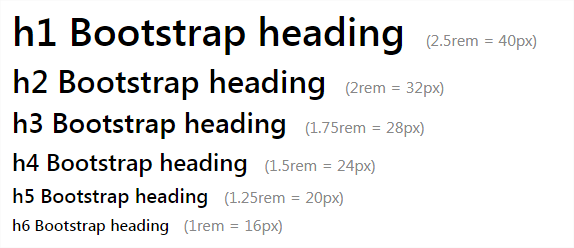 h1 Bootstrap heading (2.5rem = 40px)
h2 Bootstrap heading (2rem = 32px)
h3 Bootstrap heading (1.75rem = 28px)
h4 Bootstrap heading (1.5rem = 24px)
h5 Bootstrap heading (1.25rem = 20px)
h6 Bootstrap heading (1rem = 16px)